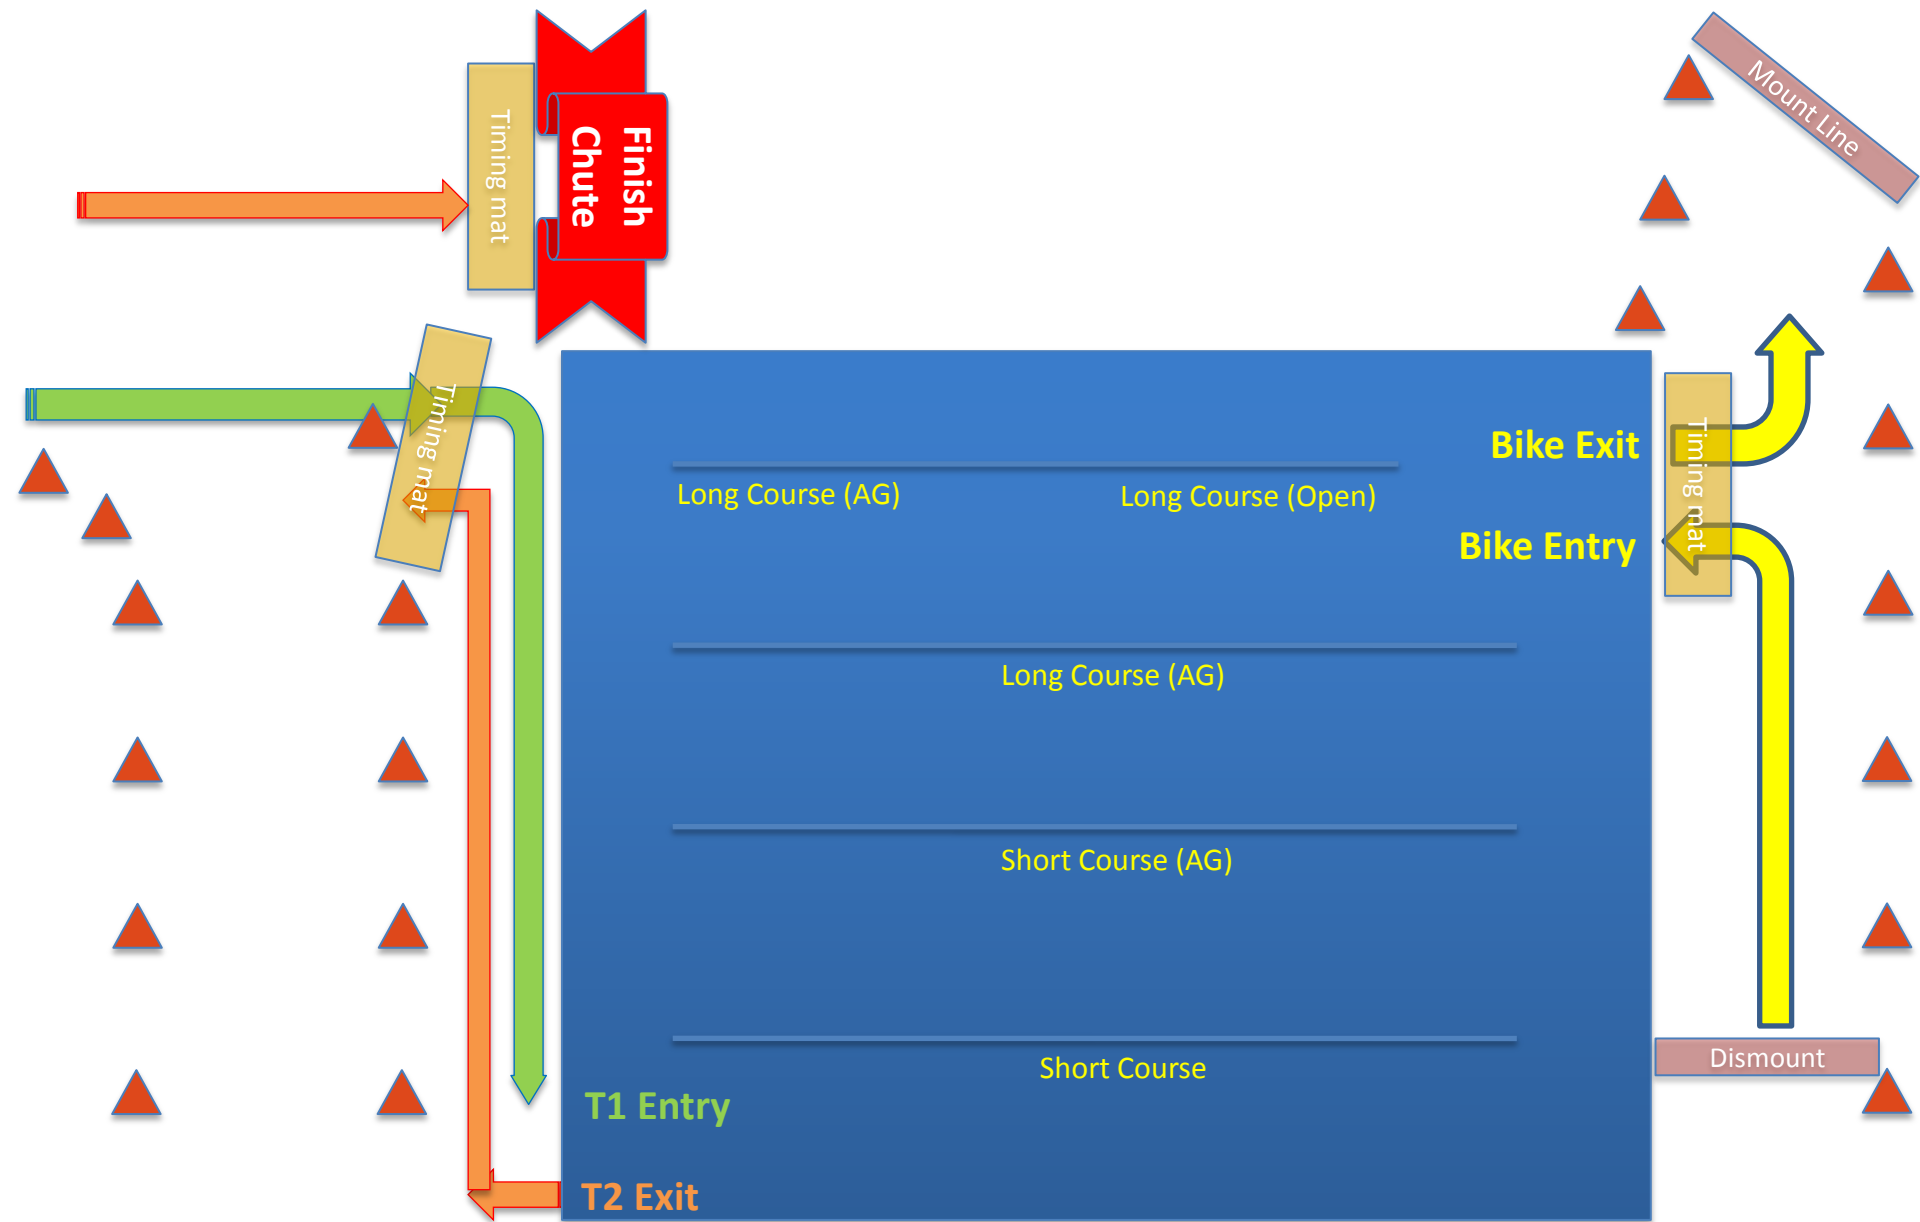 Mount Line
Timing mat
Finish
Chute
Timing mat
Timing mat
Bike Exit
Long Course (AG)
Long Course (Open)
Bike Entry
Long Course (AG)
Short Course (AG)
Short Course
Dismount
T1 Entry
T2 Exit